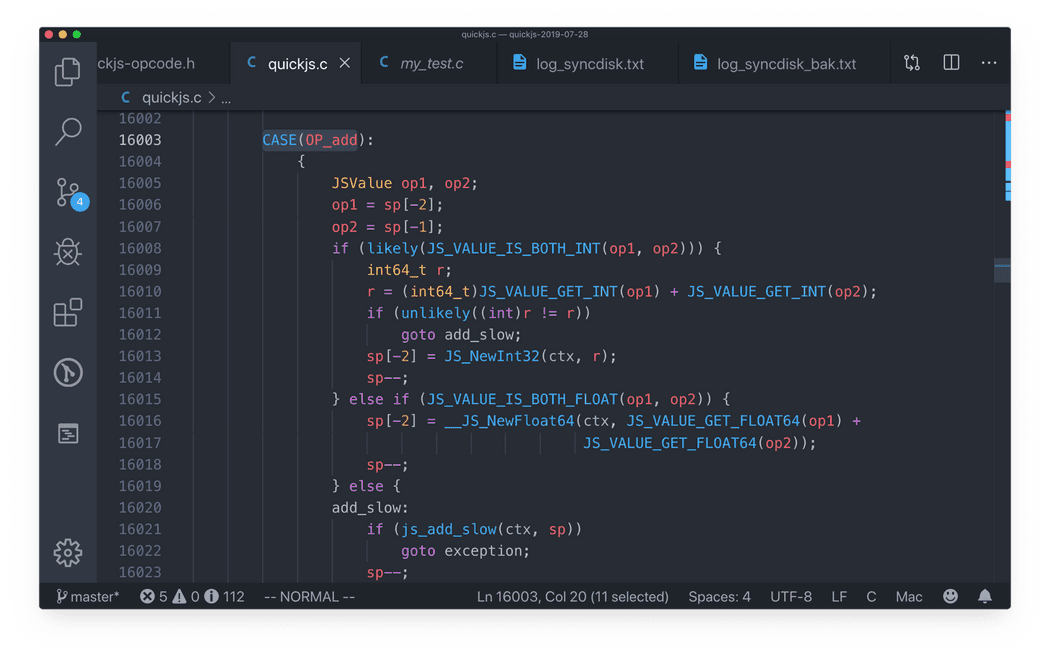 quickjs.c — quickjs-2019-07-28
ckjs-opcode.h C quickjs.c × C my_test.c log_syncdisk.txt log_syncdisk_bak.txt ...
C quickjs.c > ...
16002
16003 CASE(OP_add):
16004 {
16005 JSValue op1, op2;
16006 op1 = sp[-2];
16007 op2 = sp[-1];
16008 if (likely(JS_VALUE_IS_BOTH_INT(op1, op2))) {
16009 int64_t r;
16010 r = (int64_t)JS_VALUE_GET_INT(op1) + JS_VALUE_GET_INT(op2);
16011 if (unlikely((int)r != r))
16012 goto add_slow;
16013 sp[-2] = JS_NewInt32(ctx, r);
16014 sp--;
16015 } else if (JS_VALUE_IS_BOTH_FLOAT(op1, op2)) {
16016 sp[-2] = __JS_NewFloat64(ctx, JS_VALUE_GET_FLOAT64(op1) +
16017 JS_VALUE_GET_FLOAT64(op2));
16018 sp--;
16019 } else {
16020 add_slow:
16021 if (js_add_slow(ctx, sp))
16022 goto exception;
16023 sp--;
4
master* 5 0 112 -- NORMAL -- Ln 16003, Col 20 (11 selected) Spaces: 4 UTF-8 LF C Mac